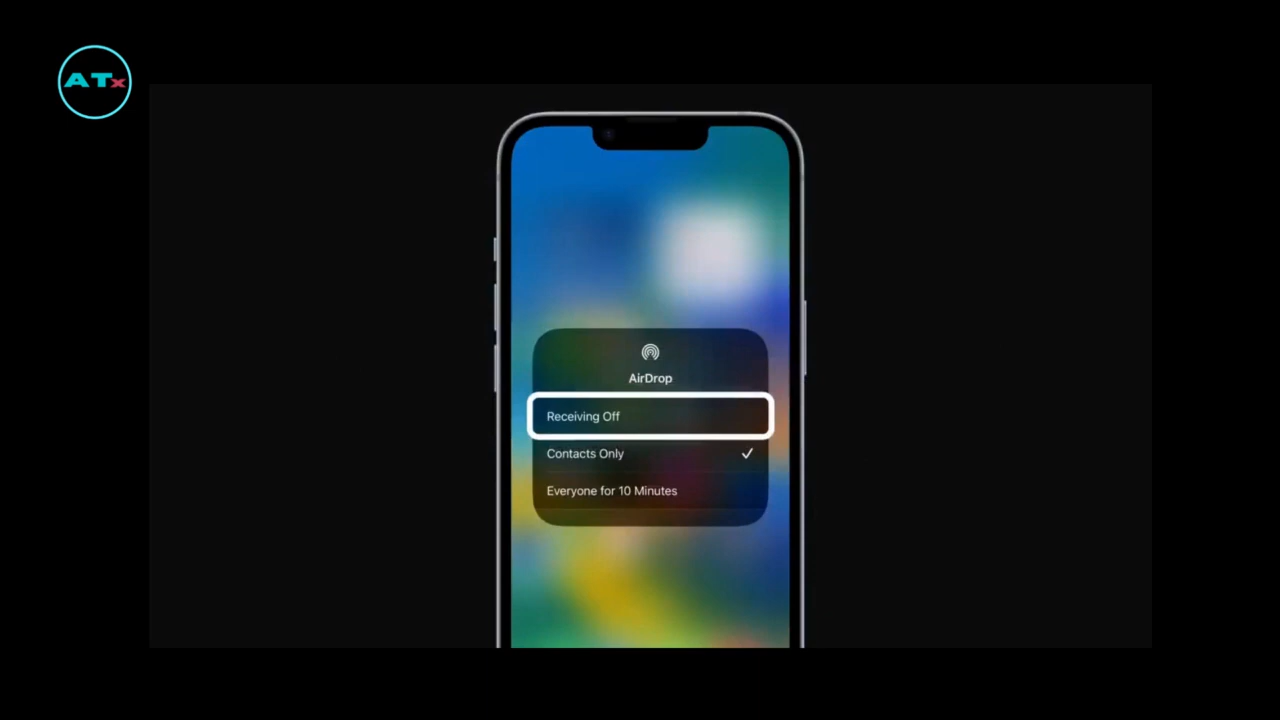 ATx
AirDrop
Receiving Off
Contacts Only
Everyone for 10 Minutes